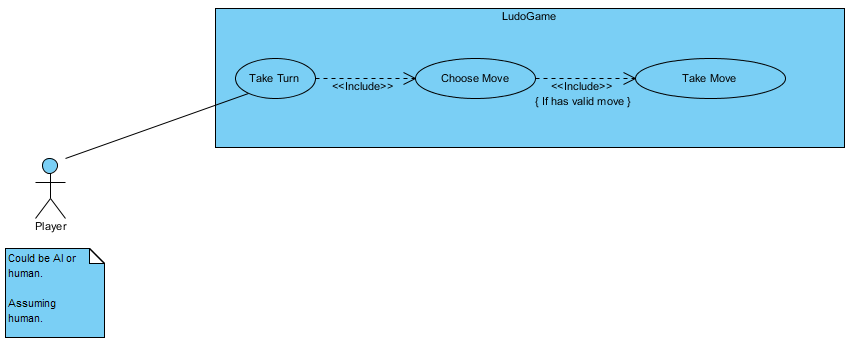 LudoGame
Take Turn
<<Include>>
Choose Move
<<Include>>
{ If has valid move }
Take Move
Player
Could be AI or
human.
Assuming
human.